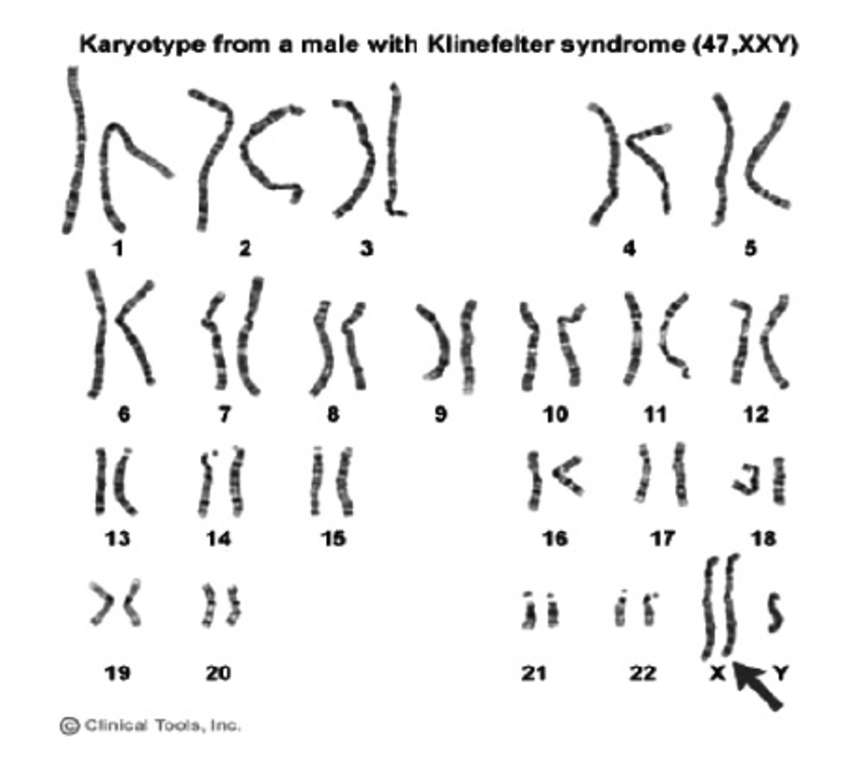 Karyotype from a male with Klinefelter syndrome (47,XXY)
1 2 3 4 5
6 7 8 9 10 11 12
13 14 15 16 17 18
19 20 21 22 X Y
© Clinical Tools, Inc.